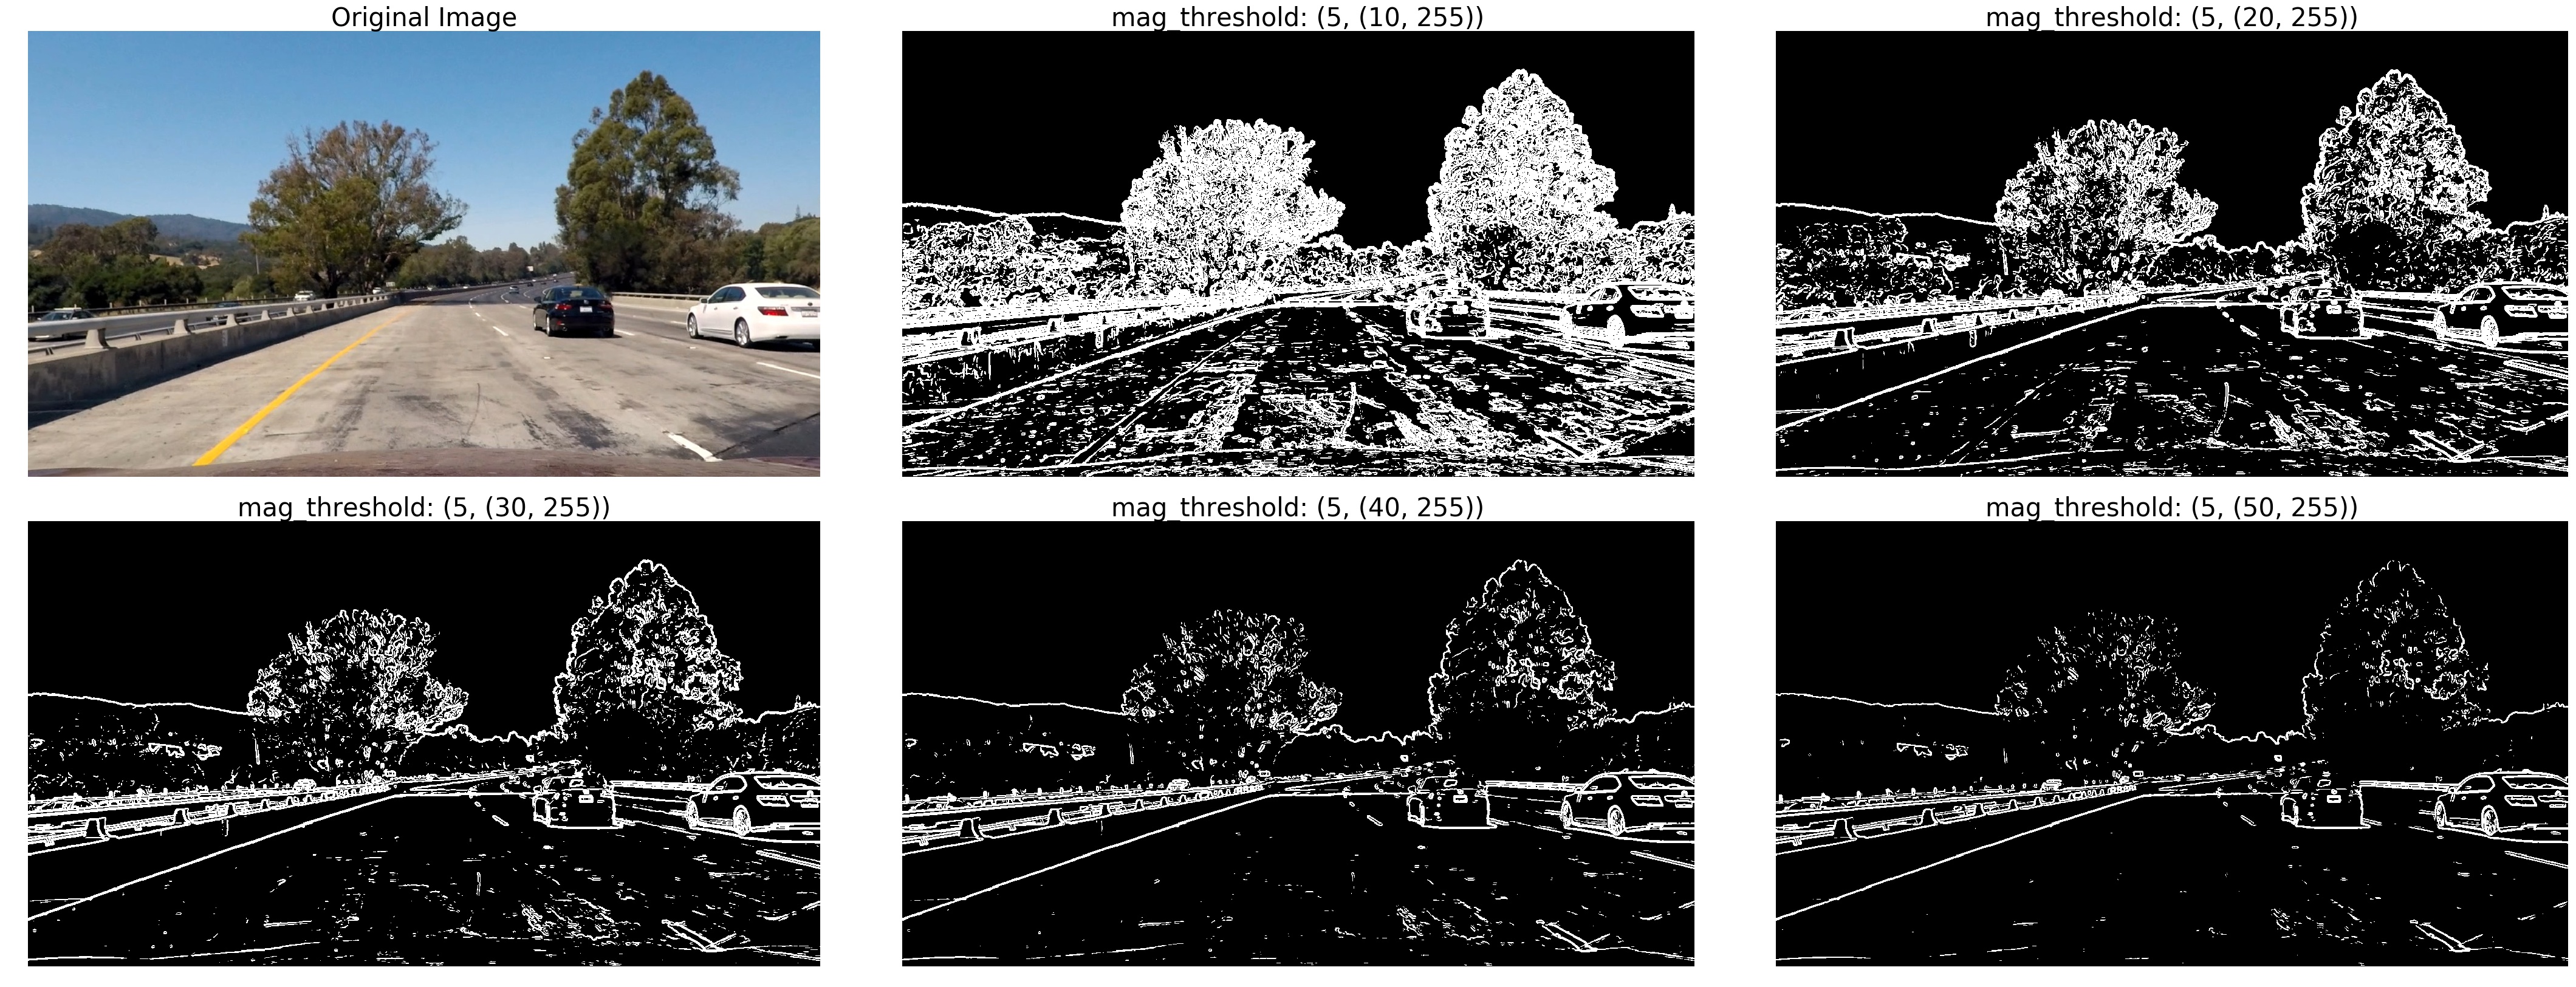 Original Image
mag_threshold: (5, (10, 255))
mag_threshold: (5, (20, 255))
mag_threshold: (5, (30, 255))
mag_threshold: (5, (40, 255))
mag_threshold: (5, (50, 255))